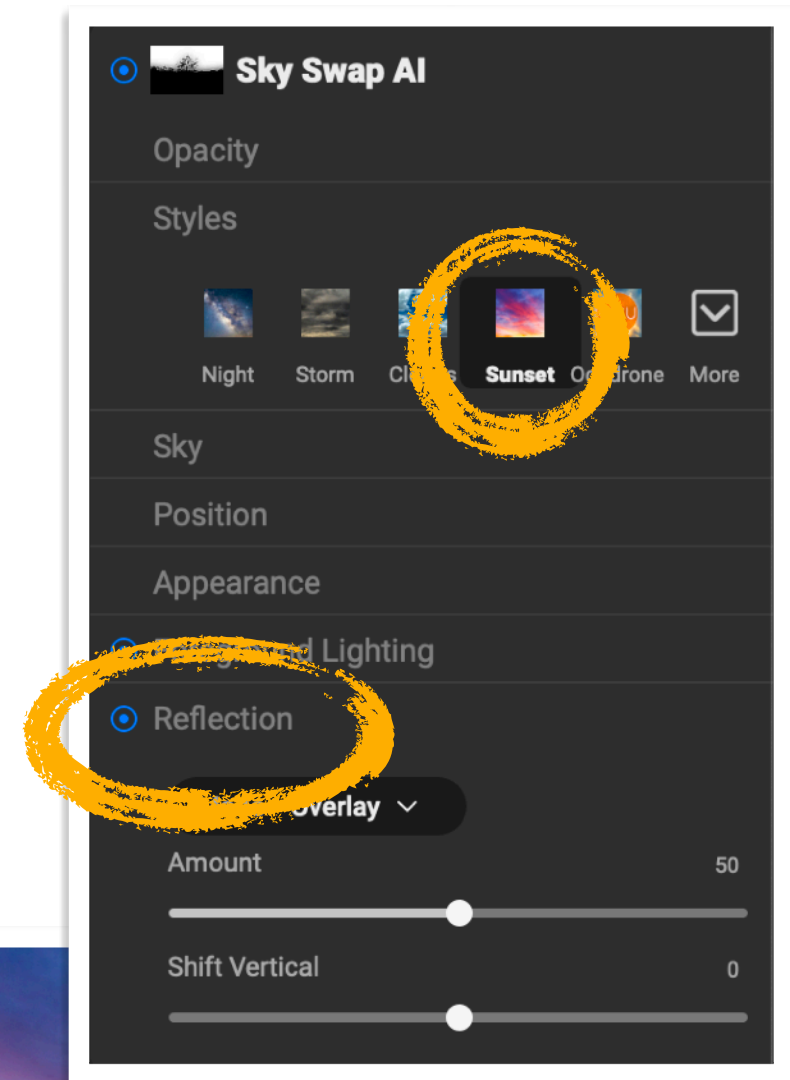 Sky Swap AI
Opacity
Styles
Night Storm Sunset More
Sky
Position
Appearance
Lighting
Reflection
Overlay
Amount 50
Shift Vertical 0